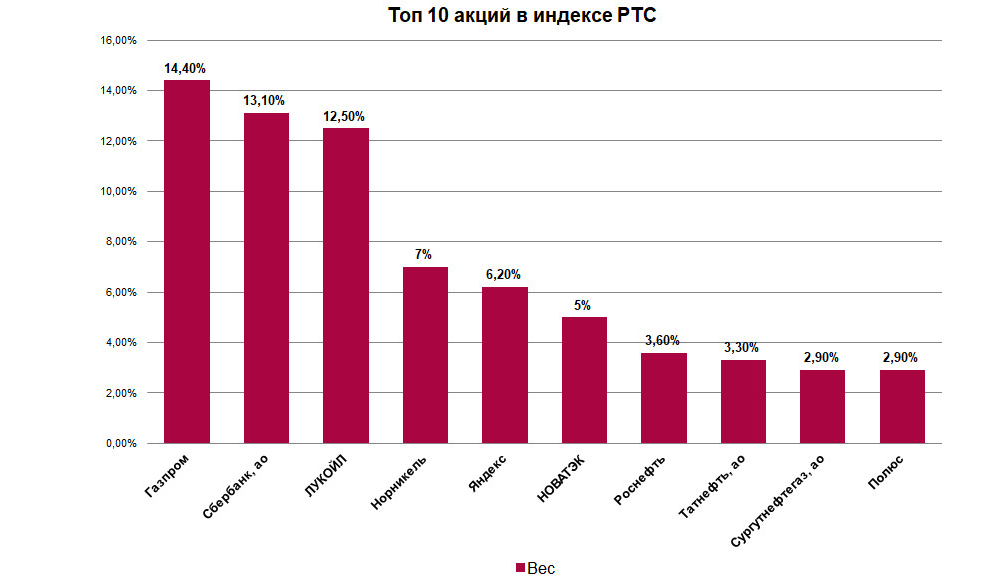 Топ 10 акций в индексе РТС
16,00%
14,00%
12,00%
10,00%
8,00%
6,00%
4,00%
2,00%
0,00%
14,40%
13,10%
12,50%
7%
6,20%
5%
3,60%
3,30%
2,90%
2,90%
Газпром
Сбербанк, ао
ЛУКОЙЛ
Норникель
Яндекс
НОВАТЭК
Роснефть
Татнефть, ао
Сургутнефтегаз, ао
Полюс
Вес